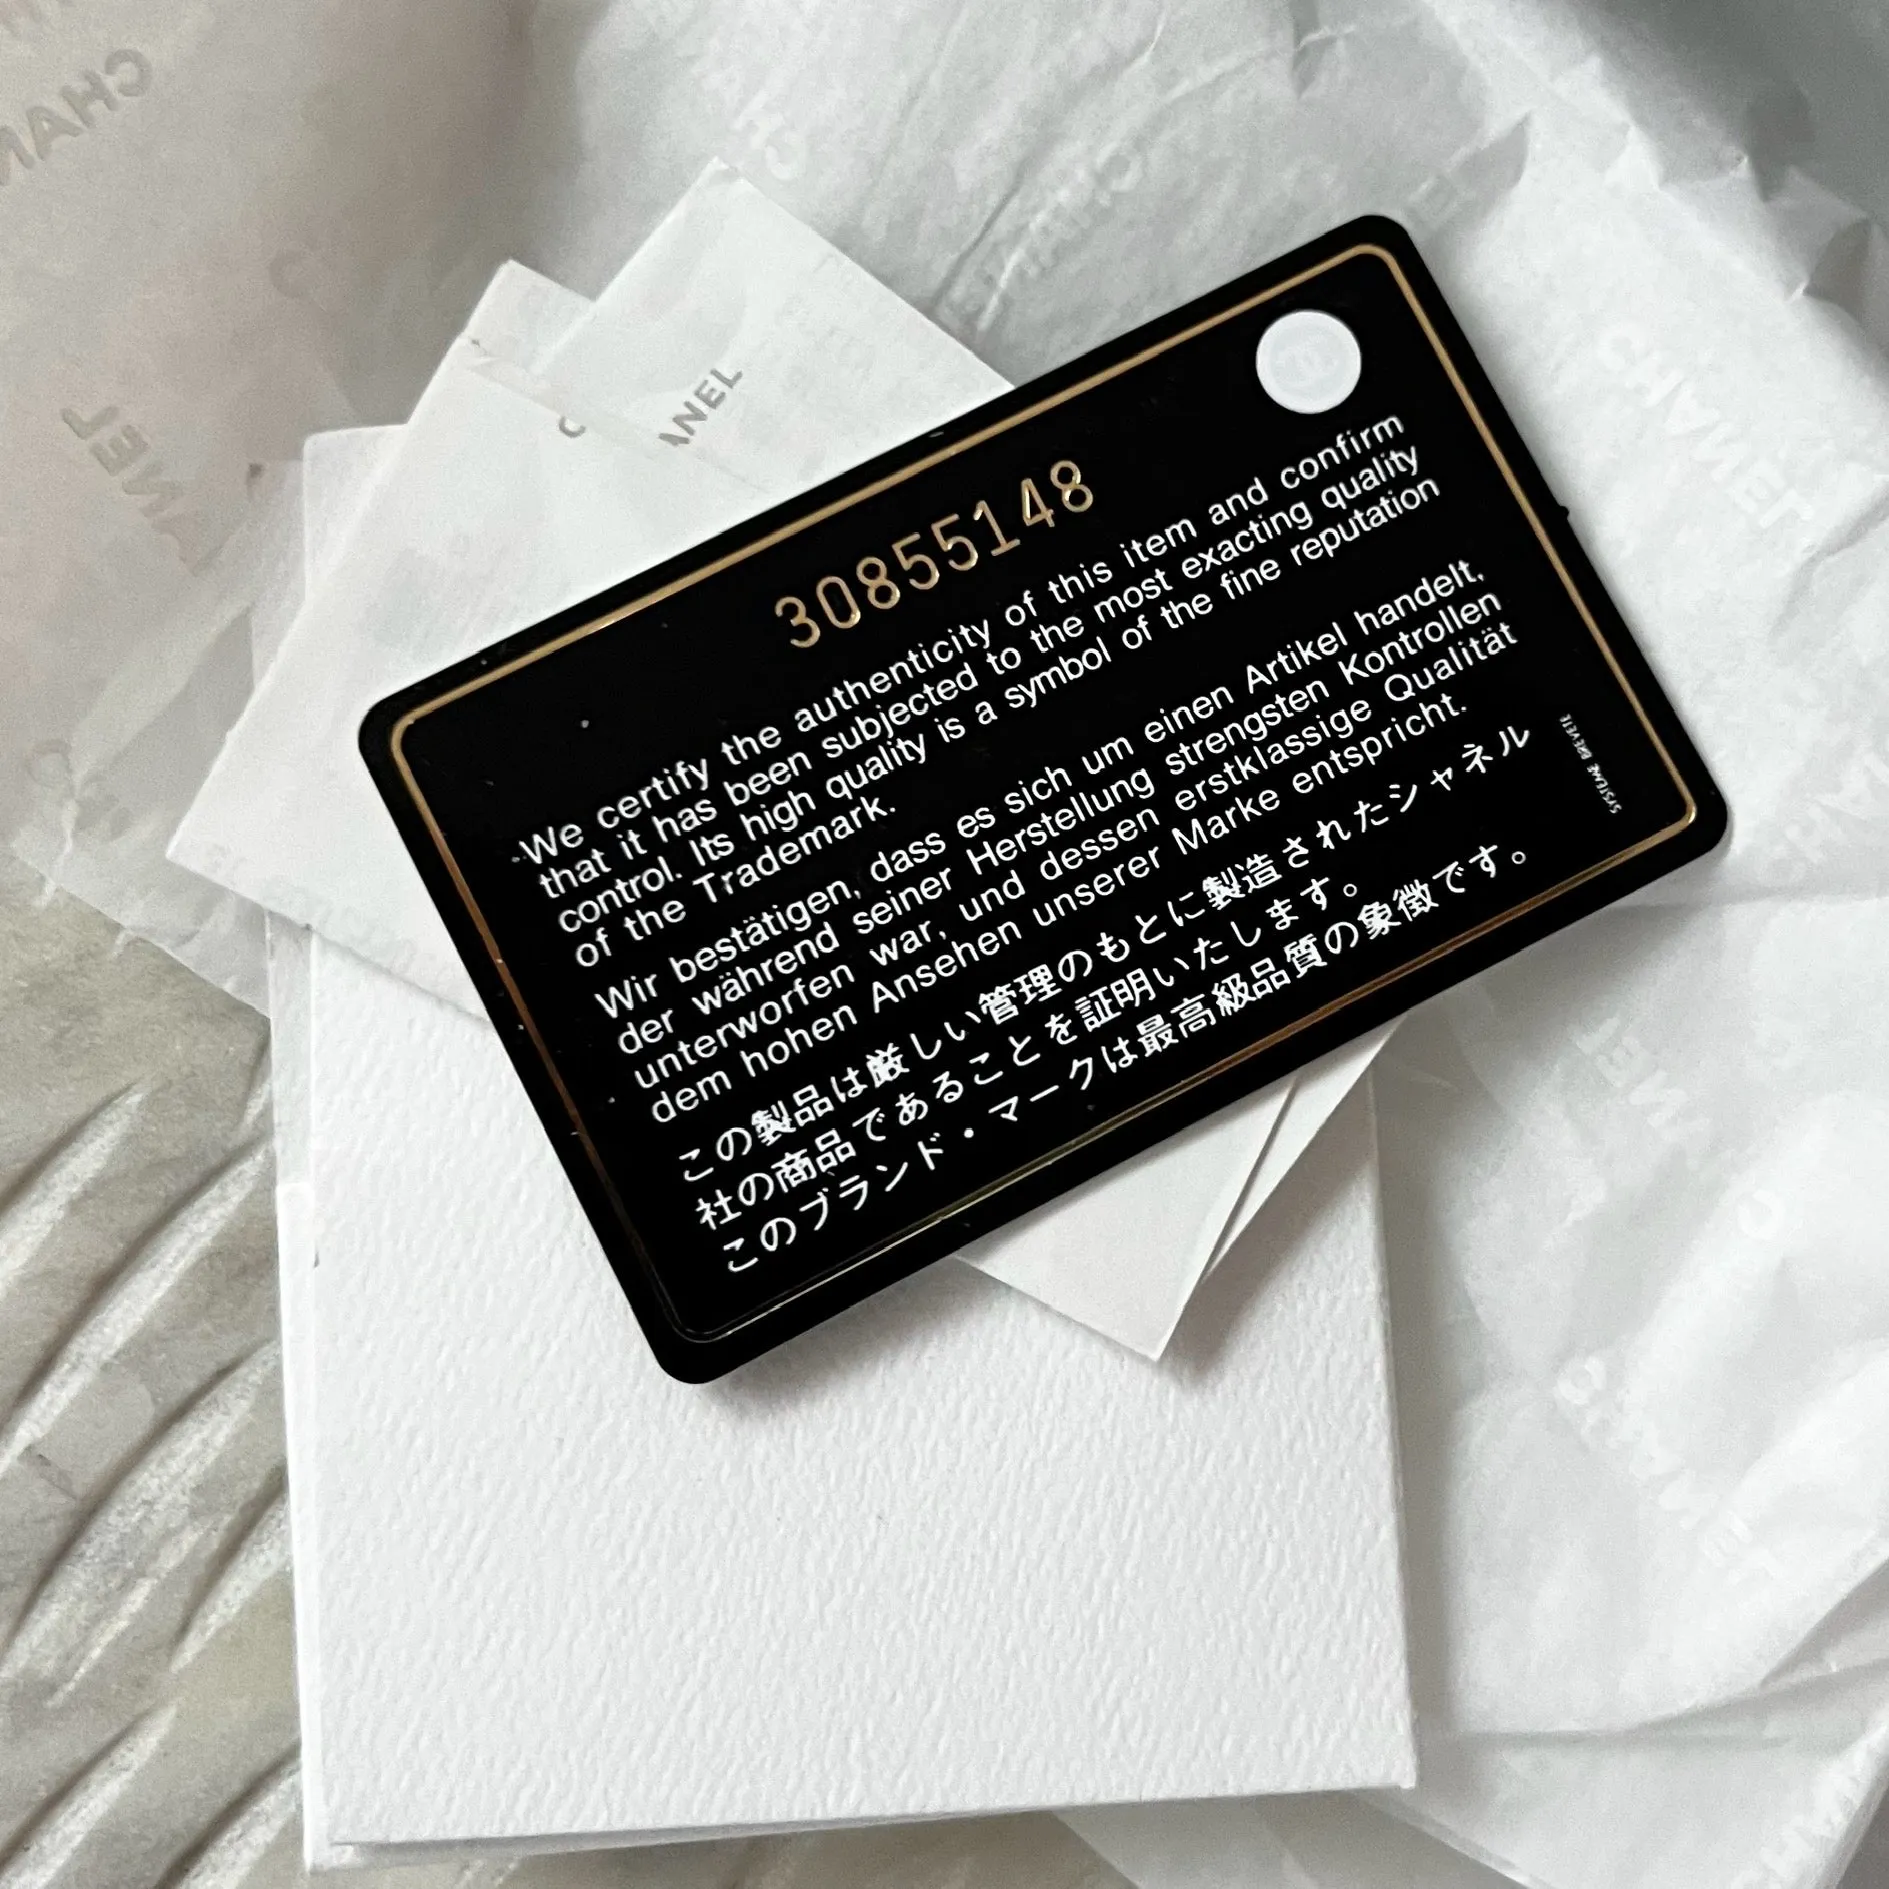 30855148
We certify the authenticity of this item and confirm
that it has been subjected to the most exacting quality
control. Its high quality is a symbol of the fine reputation
of the Trademark.
Wir bestätigen, dass es sich um einen Artikel handelt,
der während seiner Herstellung strengsten Kontrollen
unterworfen war, und dessen erstklassige Qualität
dem hohen Ansehen unserer Marke entspricht.
この製品は厳しい管理のもとに製造されたシャネル
社の商品であることを証明いたします。
このブランド・マークは最高級品質の象徴です。
SYSTEME BREVETE
CHANEL
CHANEL
CHANEL
CHANEL